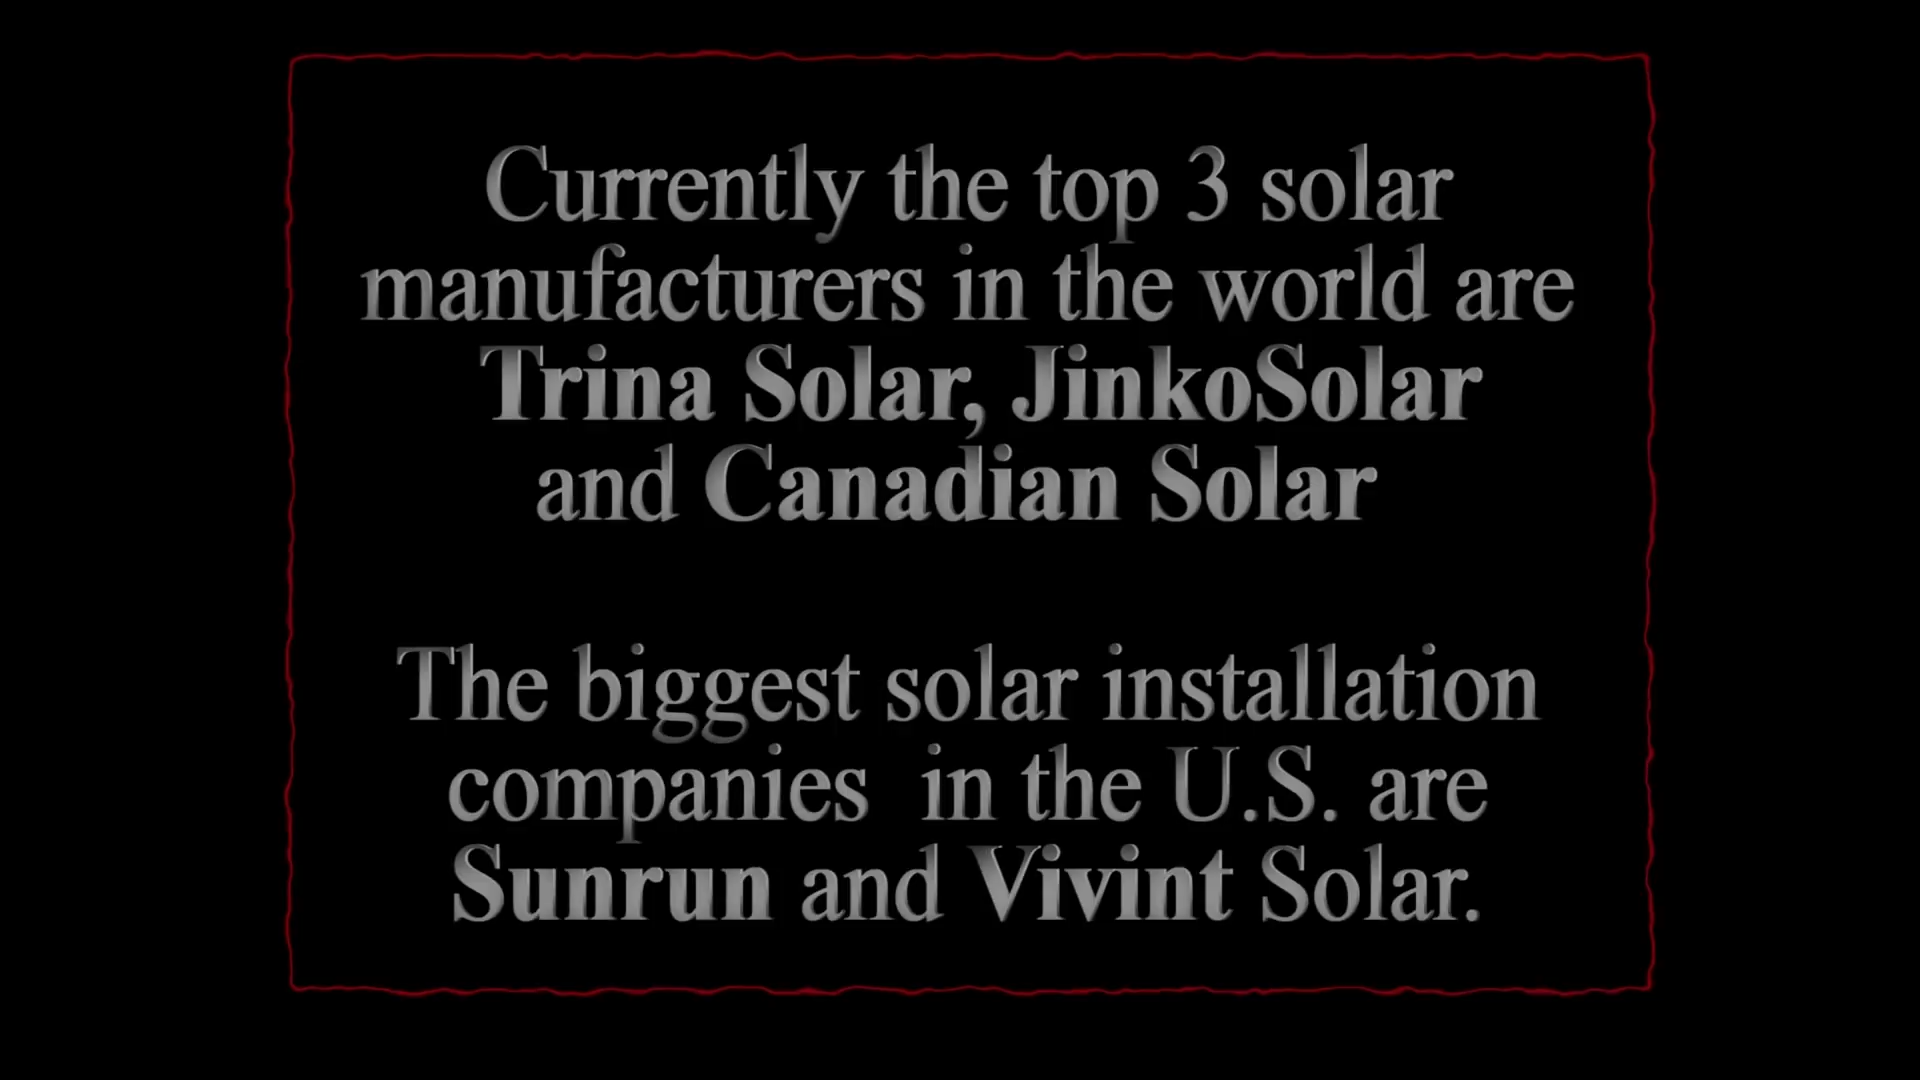 Currently the top 3 solar
manufacturers in the world are
Trina Solar, JinkoSolar
and Canadian Solar
The biggest solar installation
companies  in the U.S. are
Sunrun and Vivint Solar.